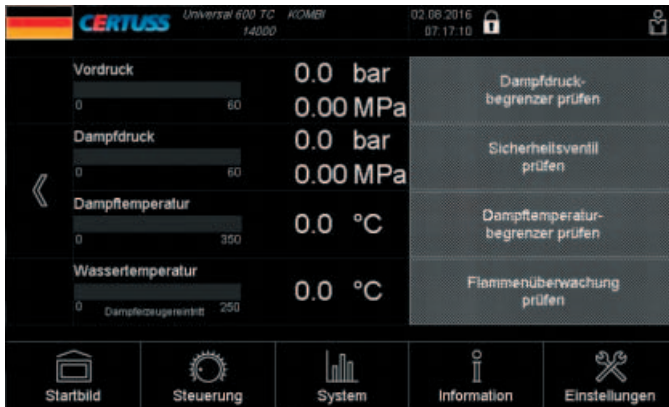 CERTUSS
Universal 600 TC KOMBI
14000
02.08.2016
07:17:10
Vordruck
0 60
0.0 bar
0.00 MPa
Dampfdruck-
begrenzer prüfen
Dampfdruck
0 60
0.0 bar
0.00 MPa
Sicherheitsventil
prüfen
Dampftemperatur
0 350
0.0 °C
Dampftemperatur-
begrenzer prüfen
Wassertemperatur
0 Dampferzeugereintritt 250
0.0 °C
Flammenüberwachung
prüfen
Startbild
Steuerung
System
Information
Einstellungen